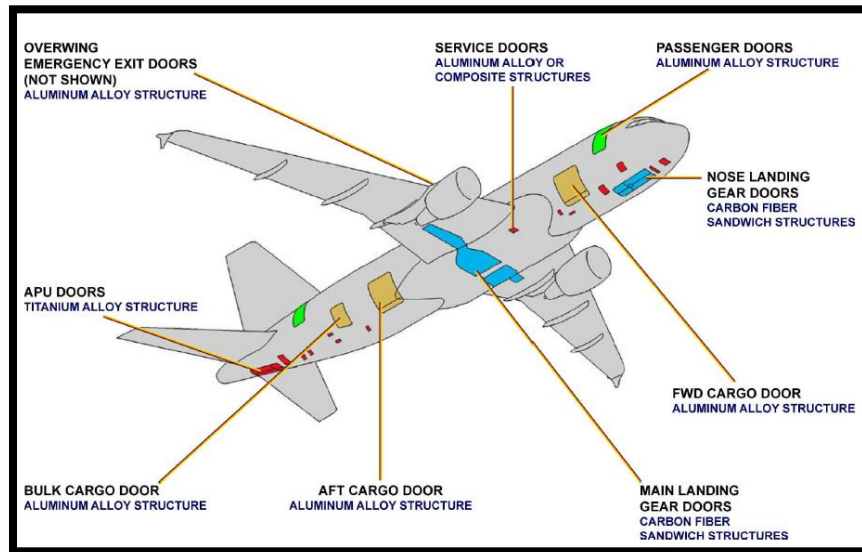 OVERWING
EMERGENCY EXIT DOORS
(NOT SHOWN)
ALUMINUM ALLOY STRUCTURE
SERVICE DOORS
ALUMINUM ALLOY OR
COMPOSITE STRUCTURES
PASSENGER DOORS
ALUMINUM ALLOY STRUCTURE
NOSE LANDING
GEAR DOORS
CARBON FIBER
SANDWICH STRUCTURES
APU DOORS
TITANIUM ALLOY STRUCTURE
FWD CARGO DOOR
ALUMINUM ALLOY STRUCTURE
BULK CARGO DOOR
ALUMINUM ALLOY STRUCTURE
AFT CARGO DOOR
ALUMINUM ALLOY STRUCTURE
MAIN LANDING
GEAR DOORS
CARBON FIBER
SANDWICH STRUCTURES